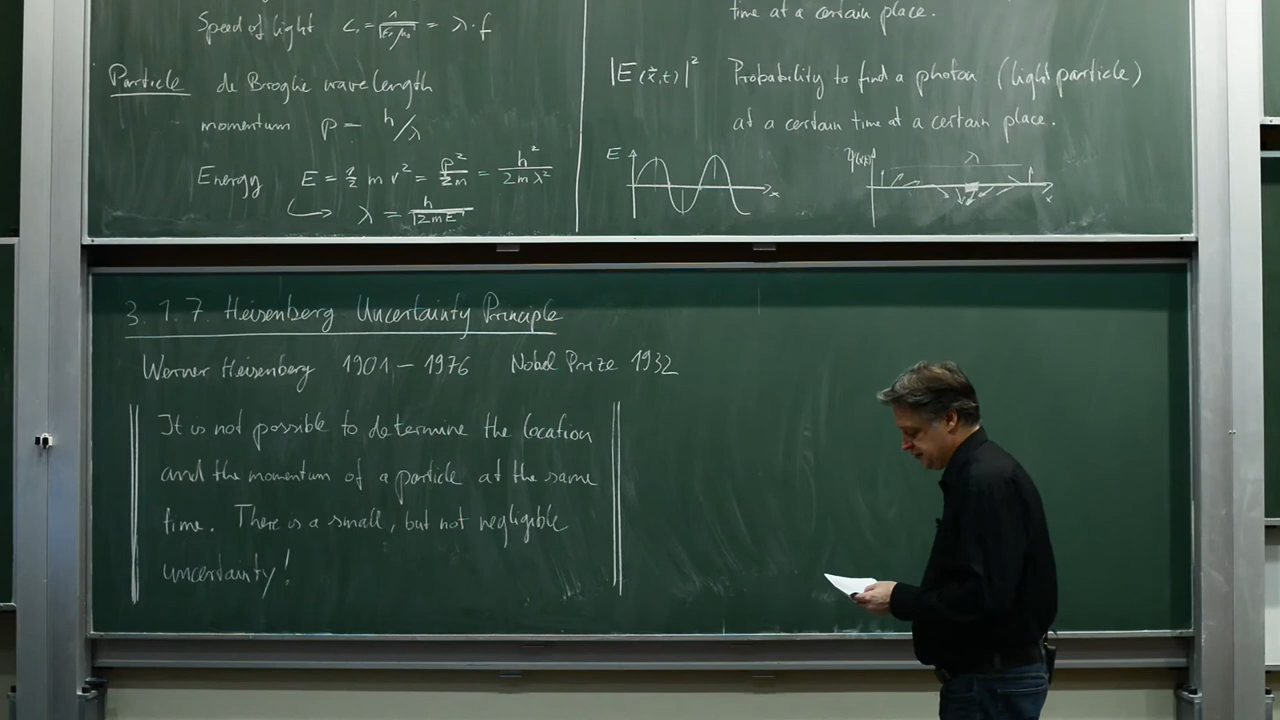 Speed of light c = 1/√(ε₀μ₀) = λ·f
Particle de Broglie wavelength
momentum p = h/λ
Energy E = 1/2 m v² = p²/2m = h²/2mλ²
λ = h/√(2mE)
time at a certain place.
|E(x⃗,t)|² Probability to find a photon (light particle)
at a certain time at a certain place.
E x
λ
x
3.1.7. Heisenberg Uncertainty Principle
Werner Heisenberg 1901 – 1976 Nobel Prize 1932
It is not possible to determine the location
and the momentum of a particle at the same
time. There is a small, but not negligible
uncertainty!